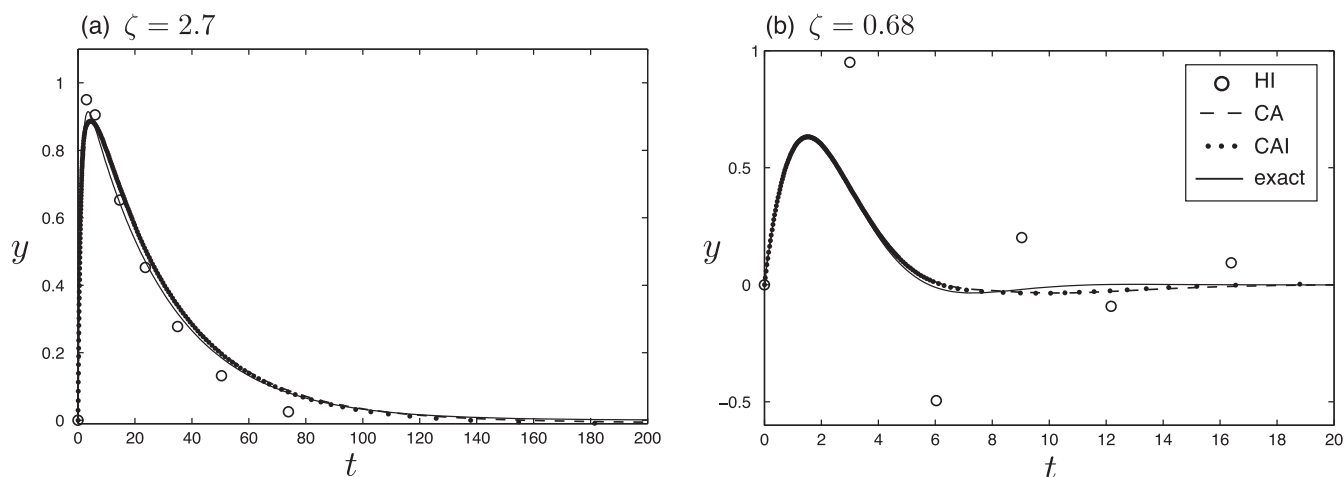 (a) ζ = 2.7
1
0.8
0.6
0.4
0.2
0
y
0 20 40 60 80 100 120 140 160 180 200
t
(b) ζ = 0.68
1
0.5
0
−0.5
y
0 2 4 6 8 10 12 14 16 18 20
t
HI
CA
CAI
exact